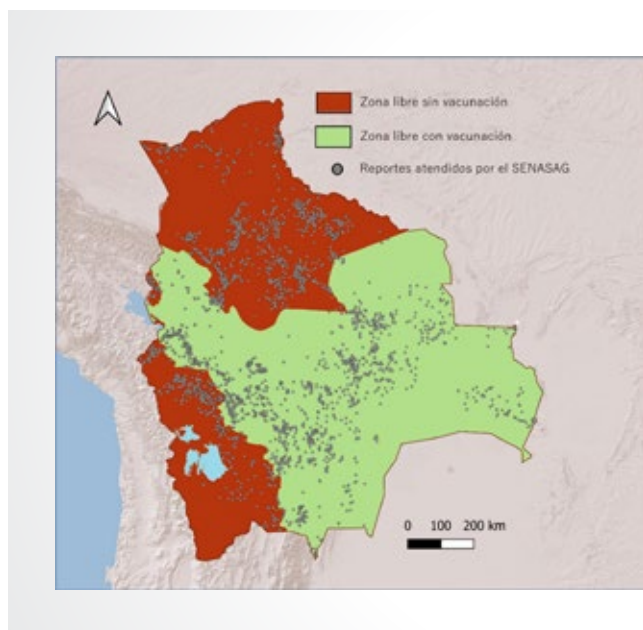 Zona libre sin vacunación
Zona libre con vacunación
Reportes atendidos por el SENASAG
0 100 200 km